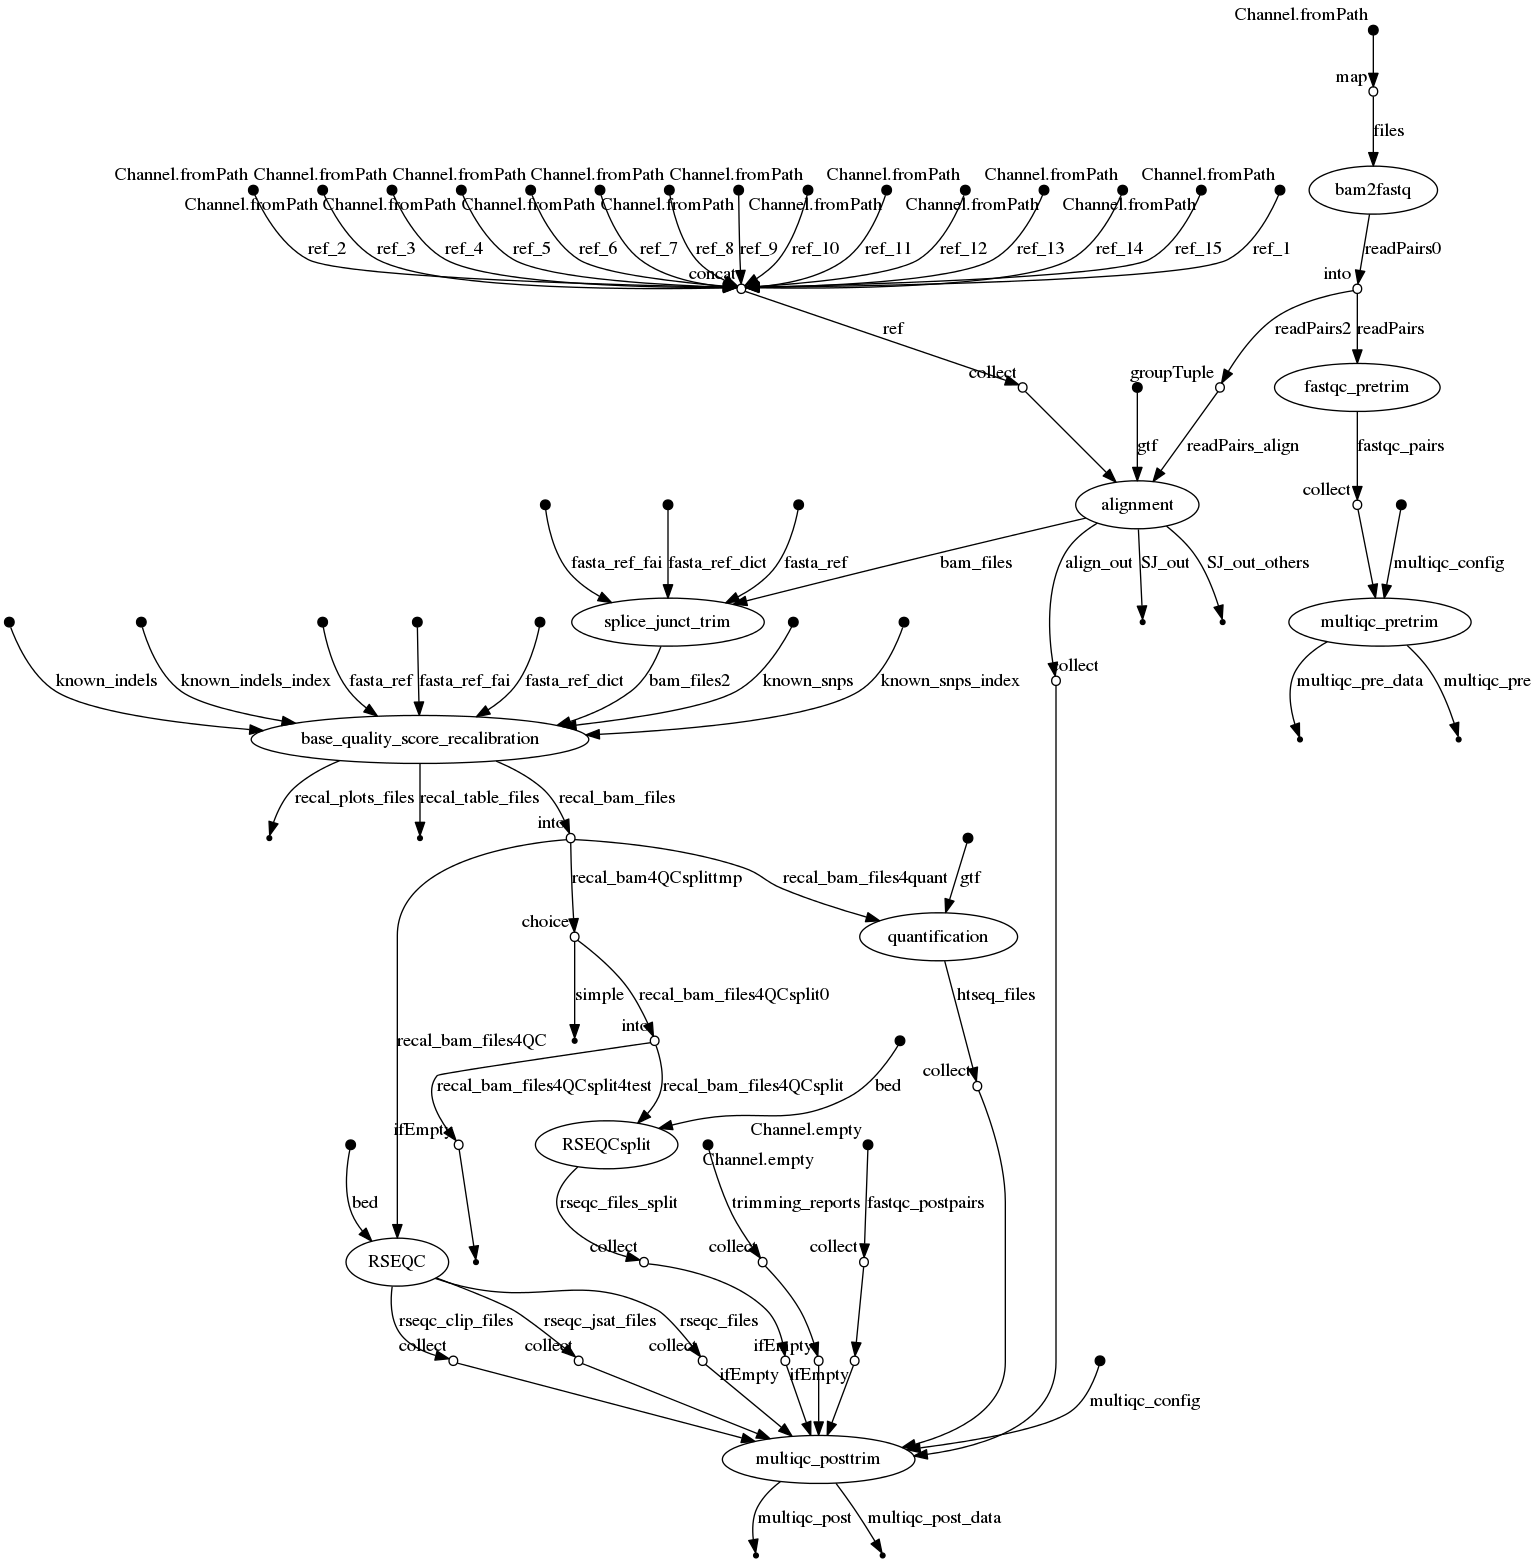 Channel.fromPath
map
files
Channel.fromPath Channel.fromPath Channel.fromPath Channel.fromPath Channel.fromPath Channel.fromPath Channel.fromPath Channel.fromPath
bam2fastq
Channel.fromPath Channel.fromPath Channel.fromPath Channel.fromPath Channel.fromPath Channel.fromPath Channel.fromPath
ref_2 ref_3 ref_4 ref_5 ref_6 ref_7 ref_8 ref_9 ref_10 ref_11 ref_12 ref_13 ref_14 ref_15 ref_1 readPairs0
concat into
ref readPairs2 readPairs
collect groupTuple
fastqc_pretrim
gtf readPairs_align fastqc_pairs
collect
alignment
fasta_ref_fai fasta_ref_dict fasta_ref bam_files align_out SJ_out SJ_out_others multiqc_config
splice_junct_trim multiqc_pretrim
collect
known_indels known_indels_index fasta_ref fasta_ref_fai fasta_ref_dict bam_files2 known_snps known_snps_index multiqc_pre_data multiqc_pre
base_quality_score_recalibration
recal_plots_files recal_table_files recal_bam_files
into
recal_bam4QCsplittmp recal_bam_files4quant gtf
choice
quantification
simple recal_bam_files4QCsplit0 htseq_files
into
recal_bam_files4QC
collect
recal_bam_files4QCsplit4test recal_bam_files4QCsplit bed
ifEmpty Channel.empty
RSEQCsplit
Channel.empty
bed rseqc_files_split trimming_reports fastqc_postpairs
collect collect collect
RSEQC
rseqc_clip_files rseqc_jsat_files rseqc_files
collect collect collect ifEmpty
ifEmpty ifEmpty
multiqc_config
multiqc_posttrim
multiqc_post multiqc_post_data